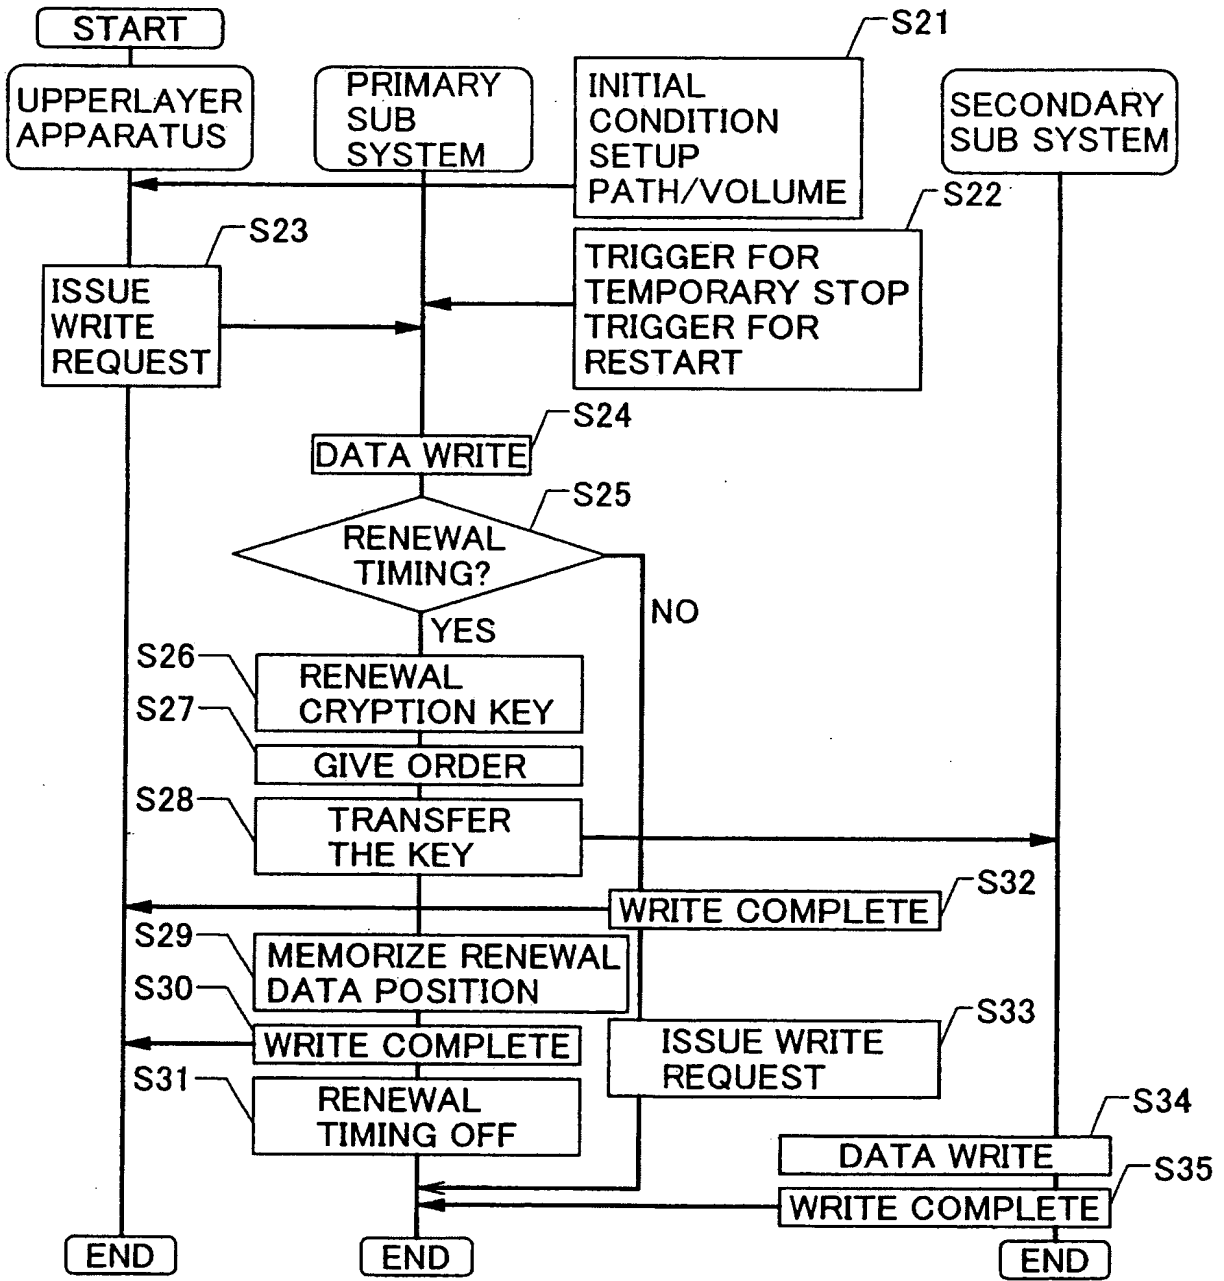 START
UPPERLAYER
APPARATUS
PRIMARY
SUB
SYSTEM
S21
INITIAL
CONDITION
SETUP
PATH/VOLUME
SECONDARY
SUB SYSTEM
S22
TRIGGER FOR
TEMPORARY STOP
TRIGGER FOR
RESTART
S23
ISSUE
WRITE
REQUEST
S24
DATA WRITE
S25
RENEWAL
TIMING?
NO
YES
S26
RENEWAL
CRYPTION KEY
S27
GIVE ORDER
S28
TRANSFER
THE KEY
S32
WRITE COMPLETE
S29
MEMORIZE RENEWAL
DATA POSITION
S30
WRITE COMPLETE
S33
ISSUE WRITE
REQUEST
S31
RENEWAL
TIMING OFF
S34
DATA WRITE
S35
WRITE COMPLETE
END
END
END